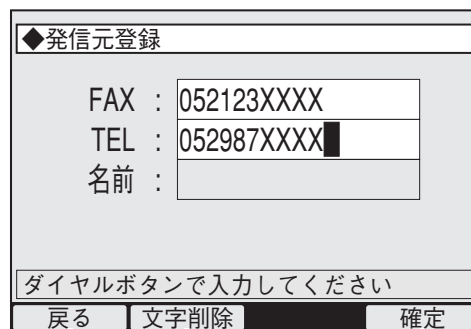 ◆発信元登録
FAX : 052123XXXX
TEL : 052987XXXX
名前 :
ダイヤルボタンで入力してください
戻る 文字削除 確定